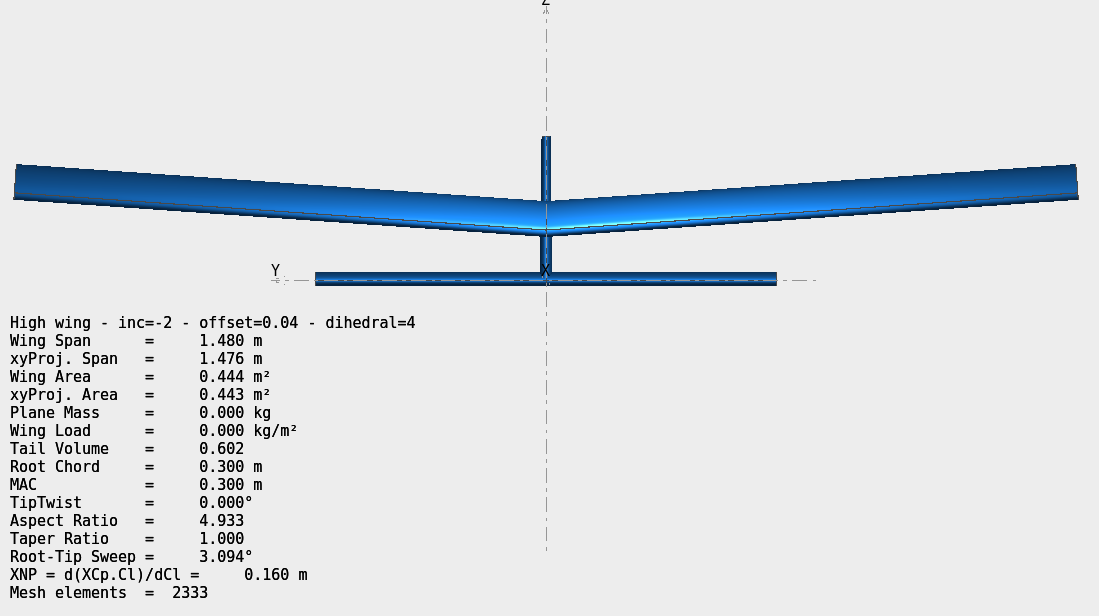 Z
Y
X
High wing - inc=-2 - offset=0.04 - dihedral=4
Wing Span      =     1.480 m
xyProj. Span   =     1.476 m
Wing Area      =     0.444 m²
xyProj. Area   =     0.443 m²
Plane Mass     =     0.000 kg
Wing Load      =     0.000 kg/m²
Tail Volume    =     0.602
Root Chord     =     0.300 m
MAC            =     0.300 m
TipTwist       =     0.000°
Aspect Ratio   =     4.933
Taper Ratio    =     1.000
Root-Tip Sweep =     3.094°
XNP = d(XCp.Cl)/dCl =     0.160 m
Mesh elements  =  2333